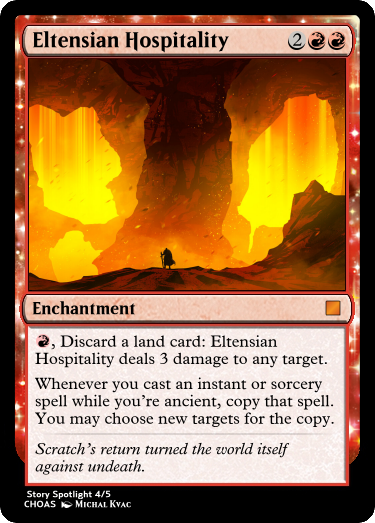 Eltensian Hospitality 2
Enchantment
, Discard a land card: Eltensian
Hospitality deals 3 damage to any target.
Whenever you cast an instant or sorcery
spell while you're ancient, copy that spell.
You may choose new targets for the copy.
Scratch's return turned the world itself
against undeath.
Story Spotlight 4/5
CHOAS Michal Kvac